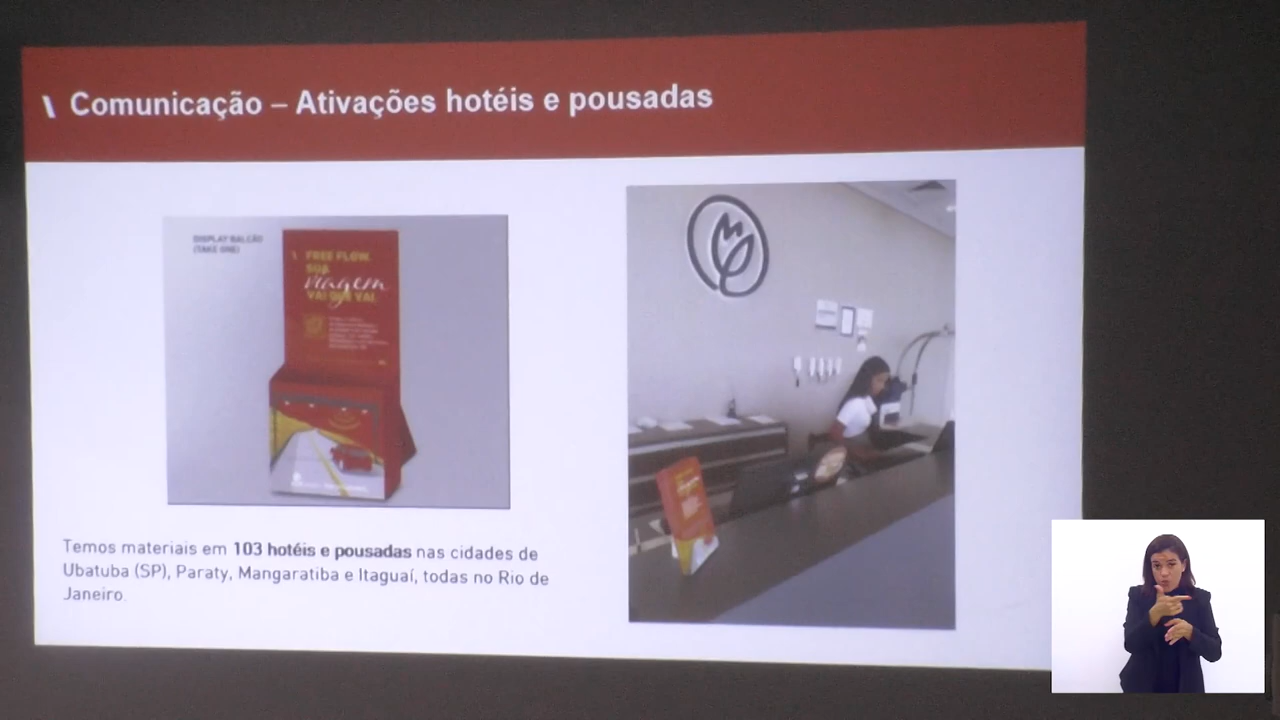 \ Comunicação – Ativações hotéis e pousadas
DISPLAY BALCÃO
(TAKE ONE)
FREE FLOW.
SUA
viagem
VAI QUE VAI.
Temos materiais em 103 hotéis e pousadas nas cidades de
Ubatuba (SP), Paraty, Mangaratiba e Itaguaí, todas no Rio de
Janeiro.